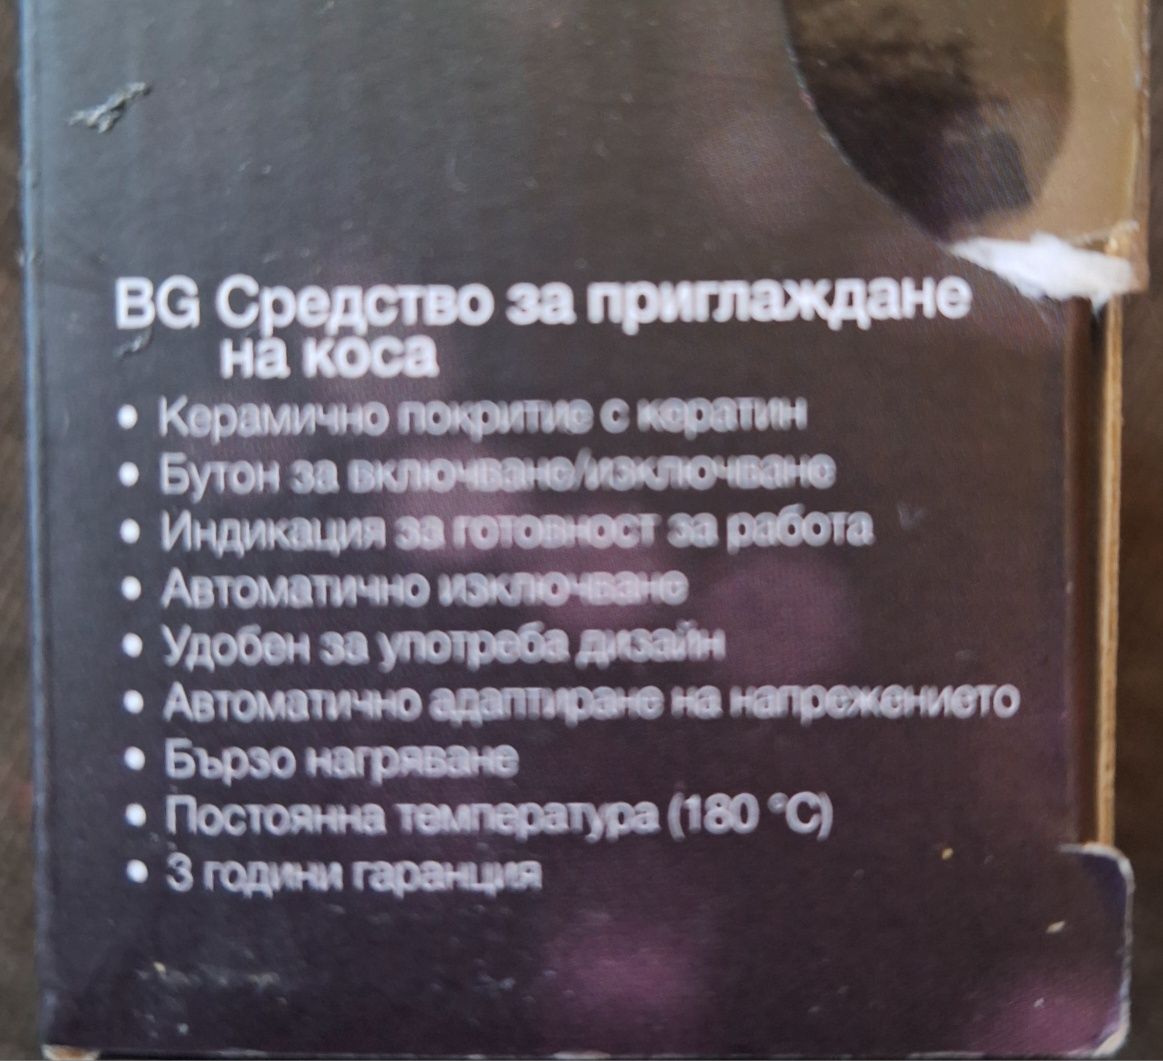 BG Средство за приглаждане
на коса
• Керамично покритие с кератин
• Бутон за включване/изключване
• Индикация за готовност за работа
• Автоматично изключване
• Удобен за употреба дизайн
• Автоматично адаптиране на напрежението
• Бързо нагряване
• Постоянна температура (180 °C)
• 3 години гаранция